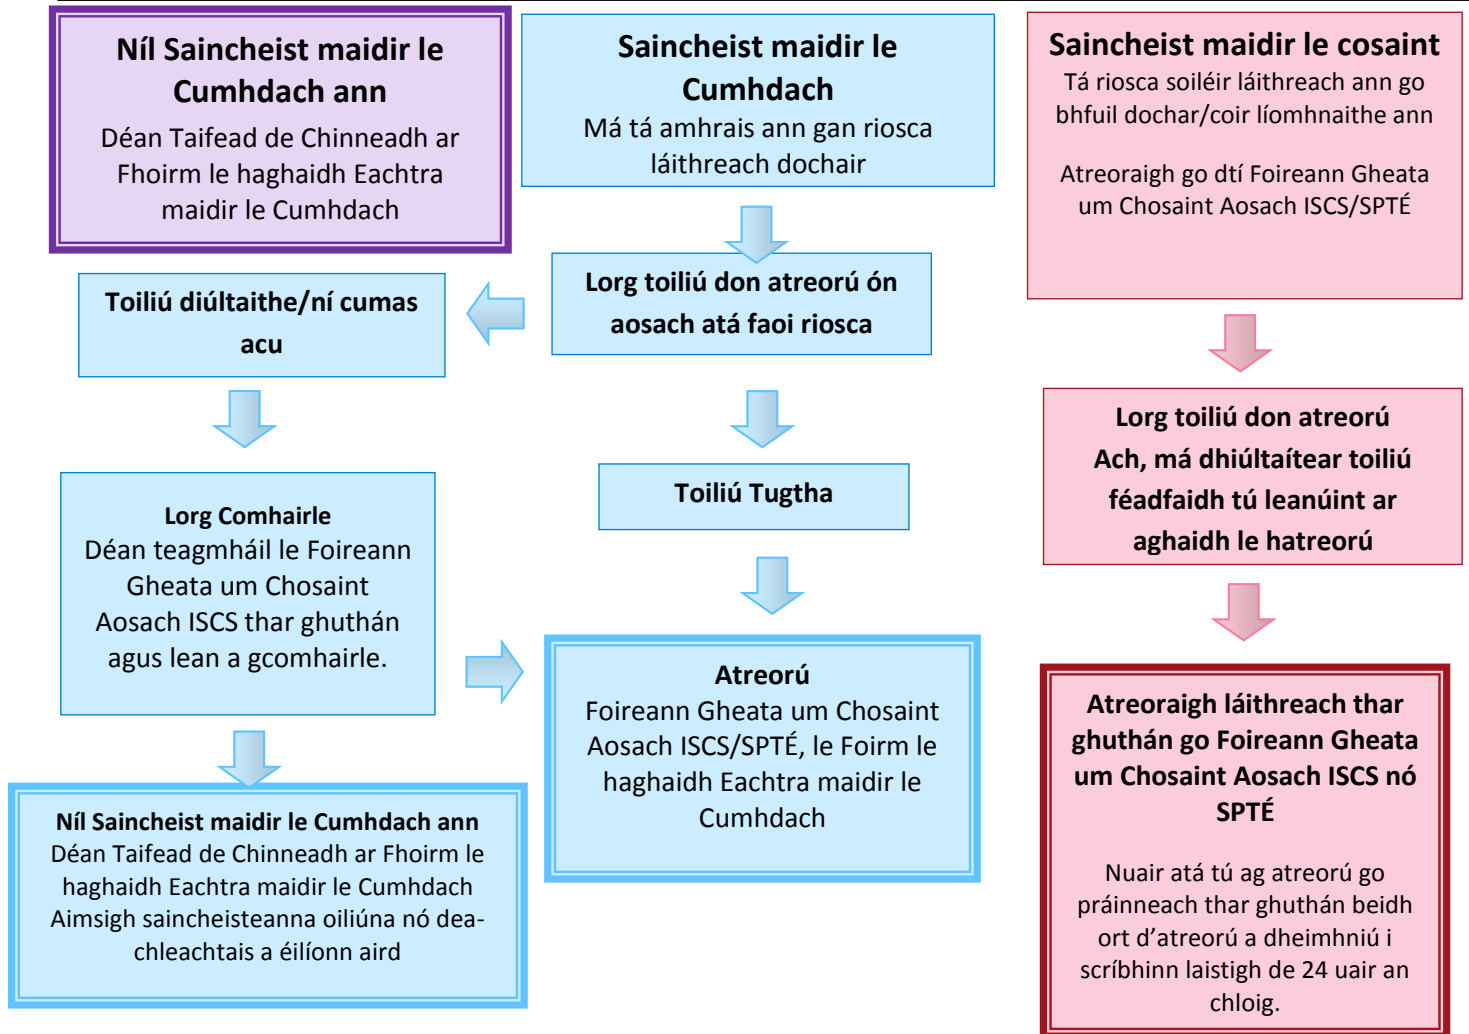 Níl Saincheist maidir le
Cumhdach ann
Déan Taifead de Chinneadh ar
Fhoirm le haghaidh Eachtra
maidir le Cumhdach
Saincheist maidir le
Cumhdach
Má tá amhrais ann gan riosca
láithreach dochair
Saincheist maidir le cosaint
Tá riosca soiléir láithreach ann go
bhfuil dochar/coir líomhnaithe ann
Atreoraigh go dtí Foireann Gheata
um Chosaint Aosach ISCS/SPTÉ
Toiliú diúltaithe/ní cumas
acu
Lorg toiliú don atreorú ón
aosach atá faoi riosca
Lorg toiliú don atreorú
Ach, má dhiúltaítear toiliú
féadfaidh tú leanúint ar
aghaidh le hatreorú
Lorg Comhairle
Déan teagmháil le Foireann
Gheata um Chosaint
Aosach ISCS thar ghuthán
agus lean a gcomhairle.
Toiliú Tugtha
Atreorú
Foireann Gheata um Chosaint
Aosach ISCS/SPTÉ, le Foirm le
haghaidh Eachtra maidir le
Cumhdach
Atreoraigh láithreach thar
ghuthán go Foireann Gheata
um Chosaint Aosach ISCS nó
SPTÉ
Nuair atá tú ag atreorú go
práinneach thar ghuthán beidh
ort d’atreorú a dheimhniú i
scríbhinn laistigh de 24 uair an
chloig.
Níl Saincheist maidir le Cumhdach ann
Déan Taifead de Chinneadh ar Fhoirm le
haghaidh Eachtra maidir le Cumhdach
Aimsigh saincheisteanna oiliúna nó dea-
chleachtais a éilíonn aird